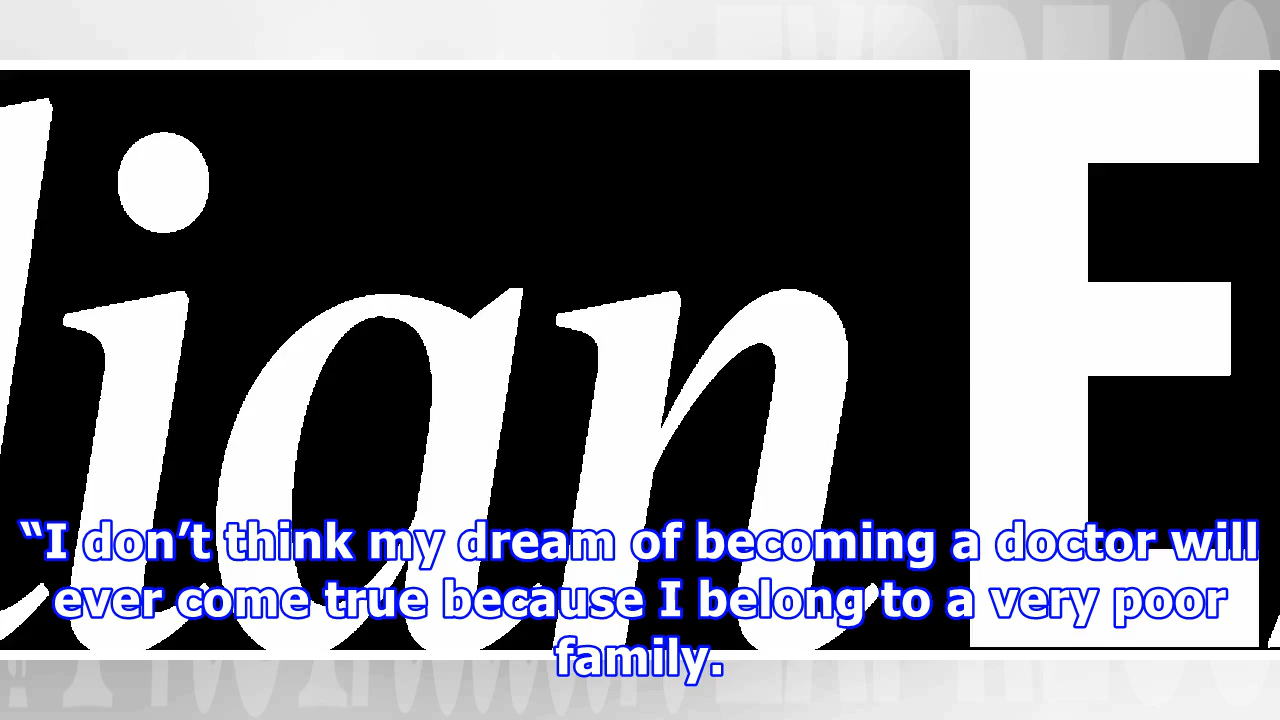 lian E
“I don’t think my dream of becoming a doctor will
ever come true because I belong to a very poor
family.